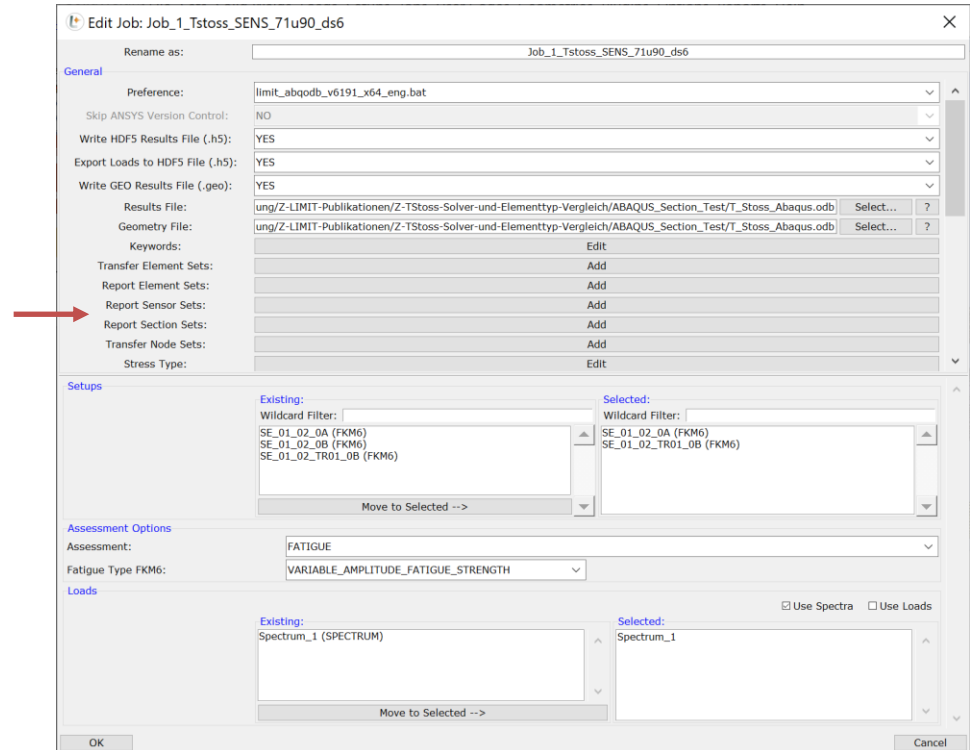 Edit Job: Job_1_Tstoss_SENS_71u90_ds6
Rename as: Job_1_Tstoss_SENS_71u90_ds6
General
Preference: limit_abqodb_v6191_x64_eng.bat
Skip ANSYS Version Control: NO
Write HDF5 Results File (.h5): YES
Export Loads to HDF5 File (.h5): YES
Write GEO Results File (.geo): YES
Results File: ung/Z-LIMIT-Publikationen/Z-TStoss-Solver-und-Elementtyp-Vergleich/ABAQUS_Section_Test/T_Stoss_Abaqus.odb Select... ?
Geometry File: ung/Z-LIMIT-Publikationen/Z-TStoss-Solver-und-Elementtyp-Vergleich/ABAQUS_Section_Test/T_Stoss_Abaqus.odb Select... ?
Keywords: Edit
Transfer Element Sets: Add
Report Element Sets: Add
Report Sensor Sets: Add
Report Section Sets: Add
Transfer Node Sets: Add
Stress Type: Edit
Setups
Existing: Selected:
Wildcard Filter: Wildcard Filter:
SE_01_02_0A (FKM6) SE_01_02_0A (FKM6)
SE_01_02_0B (FKM6) SE_01_02_TR01_0B (FKM6)
SE_01_02_TR01_0B (FKM6)
Move to Selected -->
Assessment Options
Assessment: FATIGUE
Fatigue Type FKM6: VARIABLE_AMPLITUDE_FATIGUE_STRENGTH
Loads
Use Spectra Use Loads
Existing: Selected:
Spectrum_1 (SPECTRUM) Spectrum_1
Move to Selected -->
OK Cancel